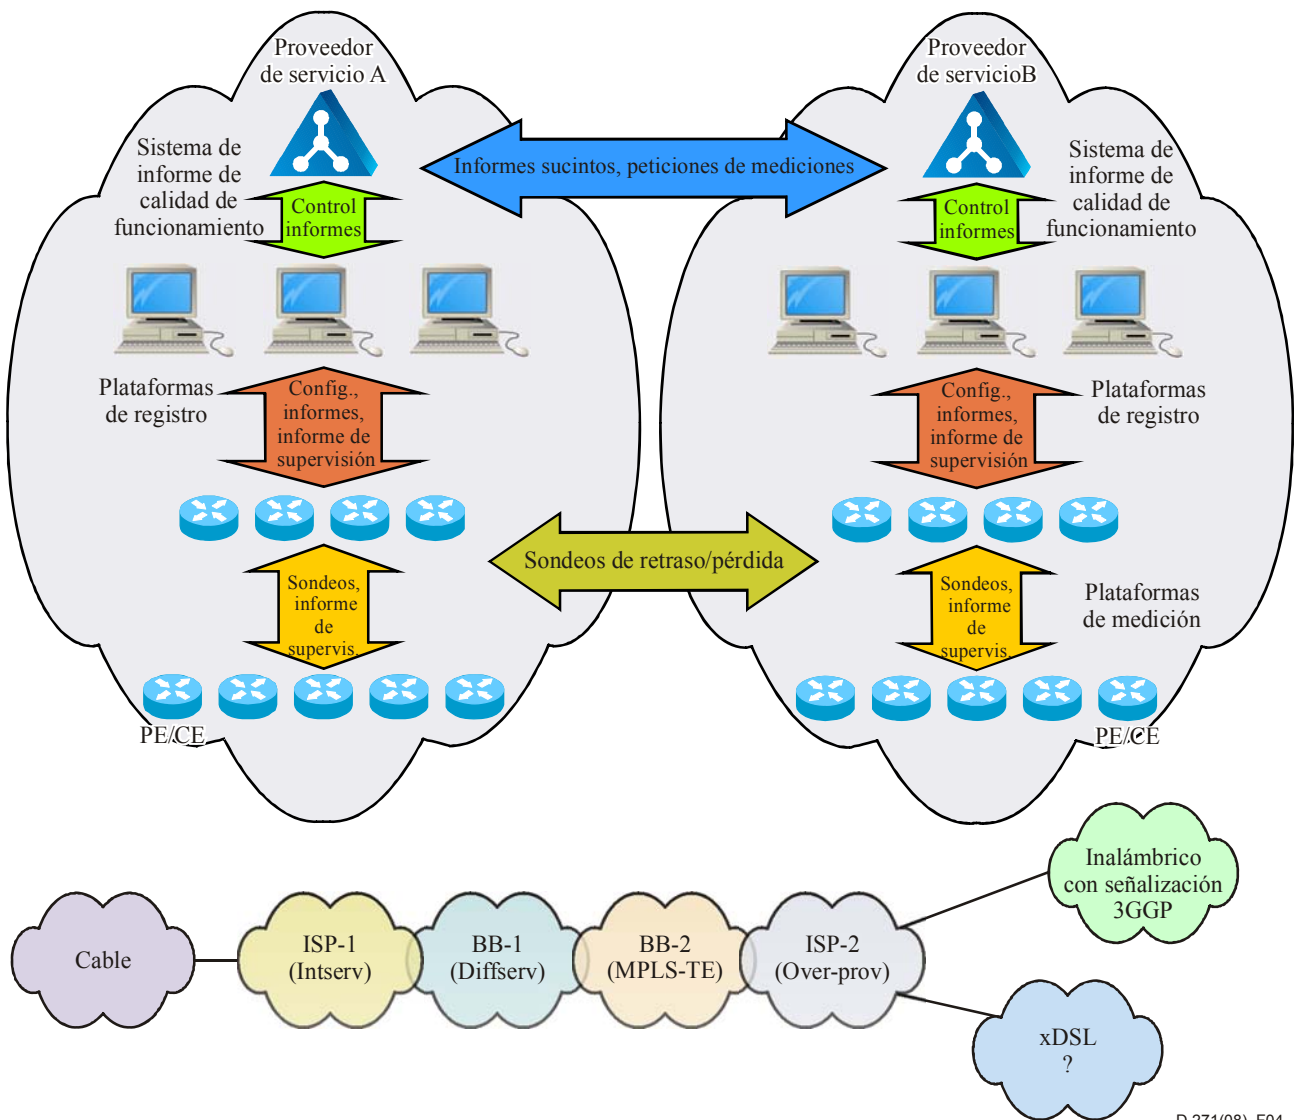 Proveedor
de servicio A
Sistema de
informe de
calidad de
funcionamiento
Control
informes
Informes sucintos, peticiones de mediciones
Proveedor
de servicioB
Sistema de
informe de
calidad de
funcionamiento
Control
informes
Plataformas
de registro
Config.,
informes,
informe de
supervisión
Config.,
informes,
informe de
supervisión
Plataformas
de registro
Sondeos de retraso/pérdida
Sondeos,
informe
de
supervis.
Sondeos,
informe
de
supervis.
Plataformas
de medición
PE/CE
PE/CE
Cable
ISP-1
(Intserv)
BB-1
(Diffserv)
BB-2
(MPLS-TE)
ISP-2
(Over-prov)
Inalámbrico
con señalización
3GGP
xDSL
?
D.271(08)_F04